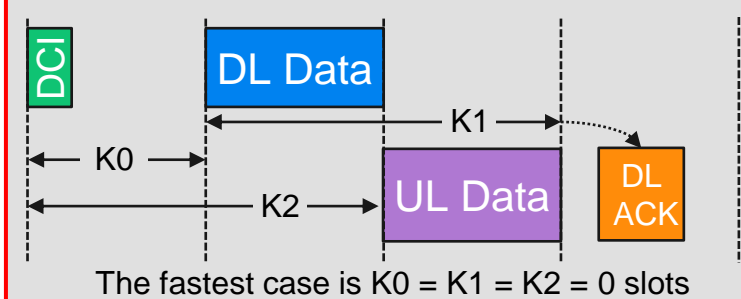 DCI
DL Data
K1
K0
K2
UL Data
DL
ACK
The fastest case is K0 = K1 = K2 = 0 slots